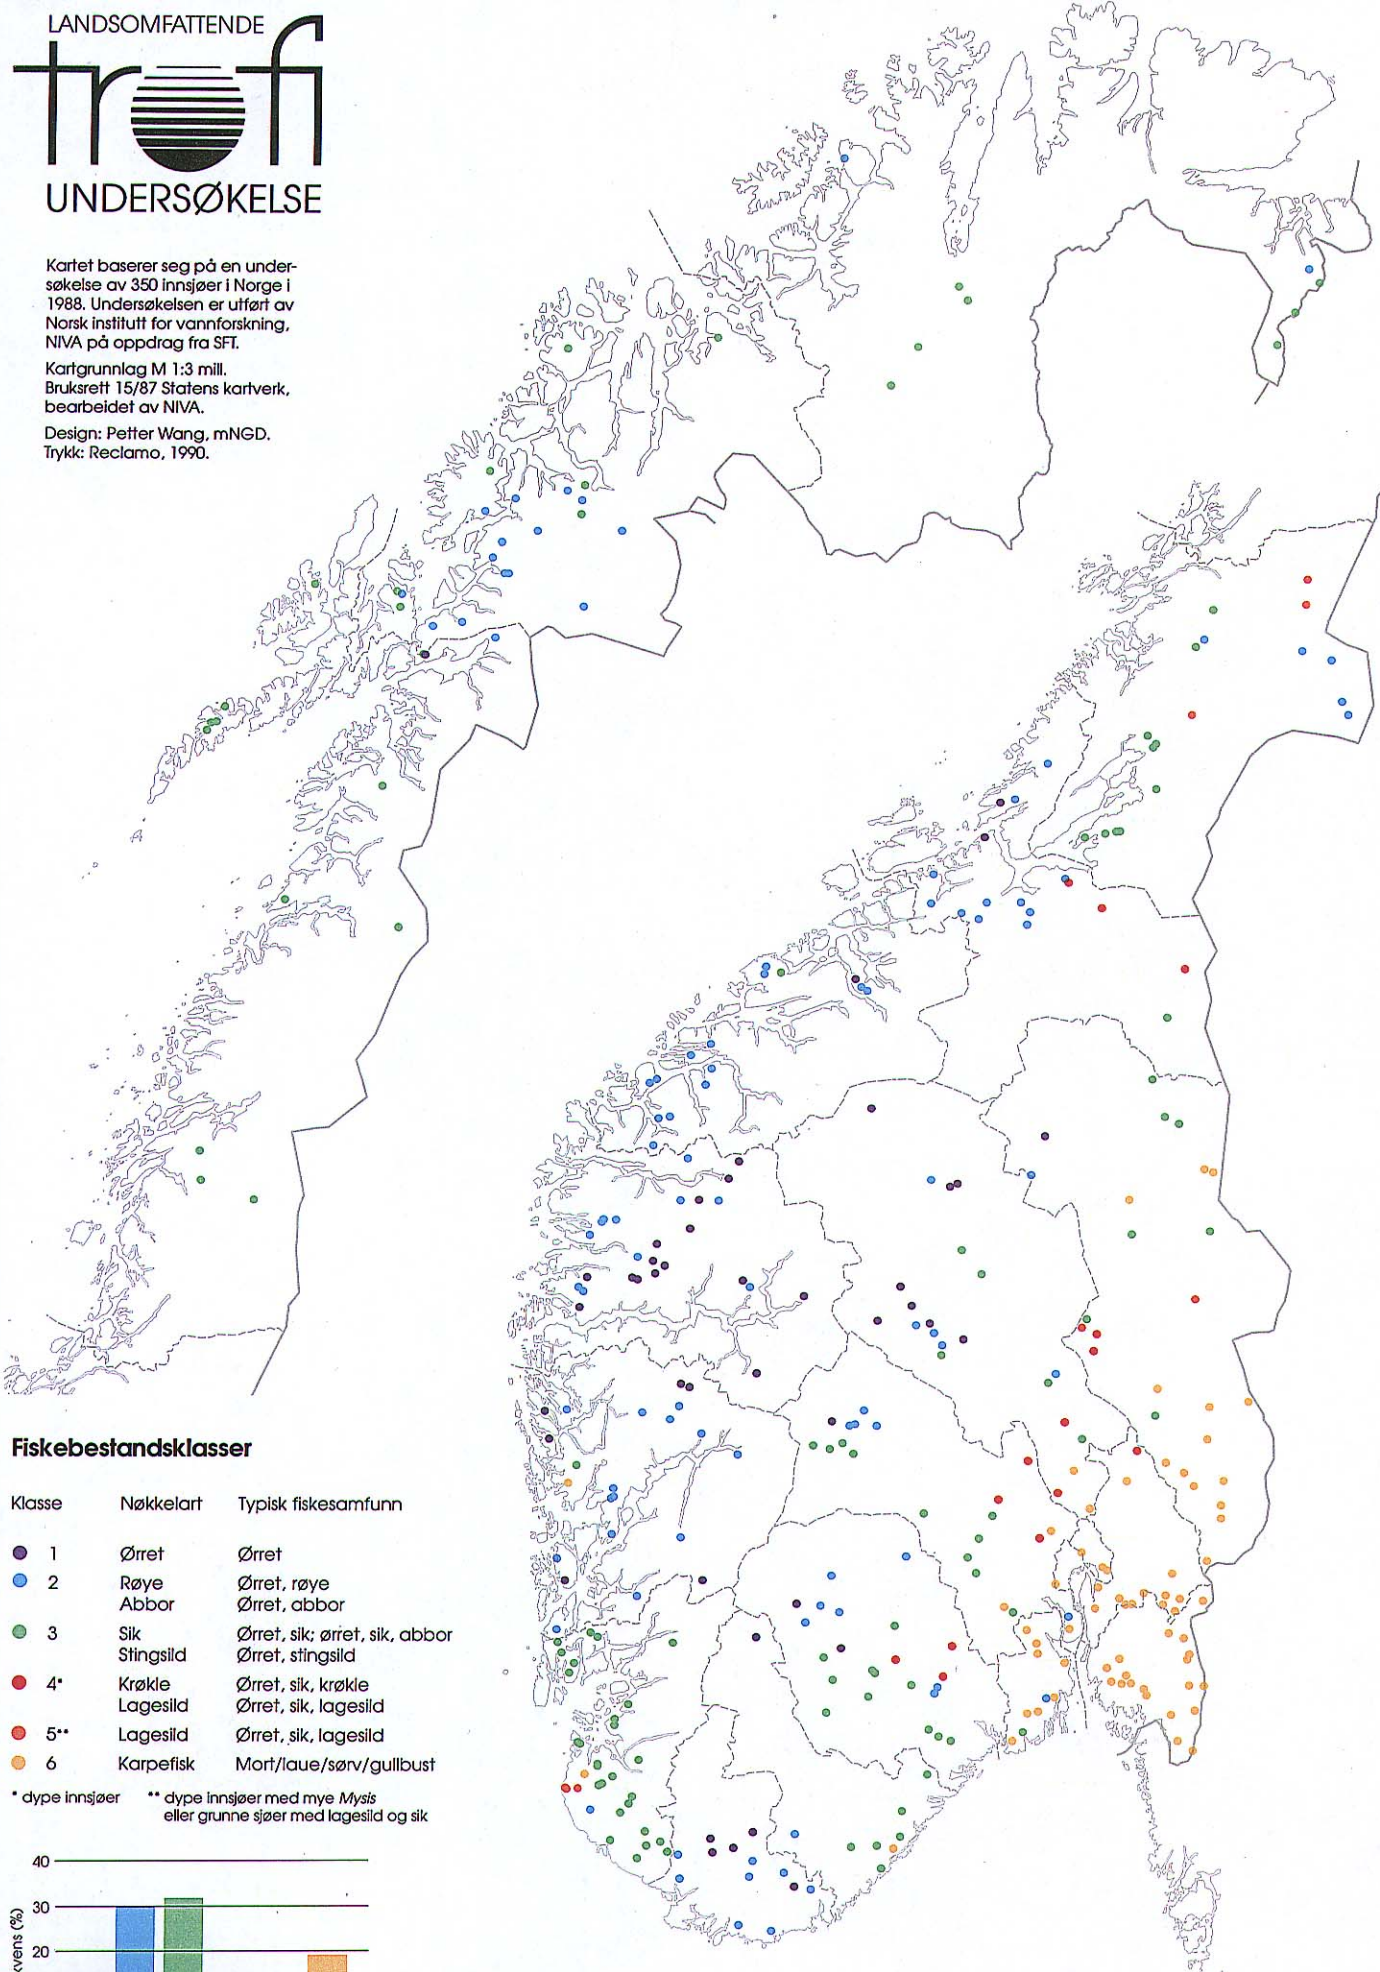 LANDSOMFATTENDE
trofi
UNDERSØKELSE
Kartet baserer seg på en under-
søkelse av 350 innsjøer i Norge i
1988. Undersøkelsen er utført av
Norsk institutt for vannforskning,
NIVA på oppdrag fra SFT.
Kartgrunnlag M 1:3 mill.
Bruksrett 15/87 Statens kartverk,
bearbeidet av NIVA.
Design: Petter Wang, mNGD.
Trykk: Reclamo, 1990.
Fiskebestandsklasser
Klasse Nøkkelart Typisk fiskesamfunn
1 Ørret Ørret
2 Røye Ørret, røye
Abbor Ørret, abbor
3 Sik Ørret, sik; ørret, sik, abbor
Stingsild Ørret, stingsild
4* Krøkle Ørret, sik, krøkle
Lagesild Ørret, sik, lagesild
5** Lagesild Ørret, sik, lagesild
6 Karpefisk Mort/laue/sørv/gullbust
* dype innsjøer ** dype innsjøer med mye Mysis
eller grunne sjøer med lagesild og sik
40
30
20
kvens (%)